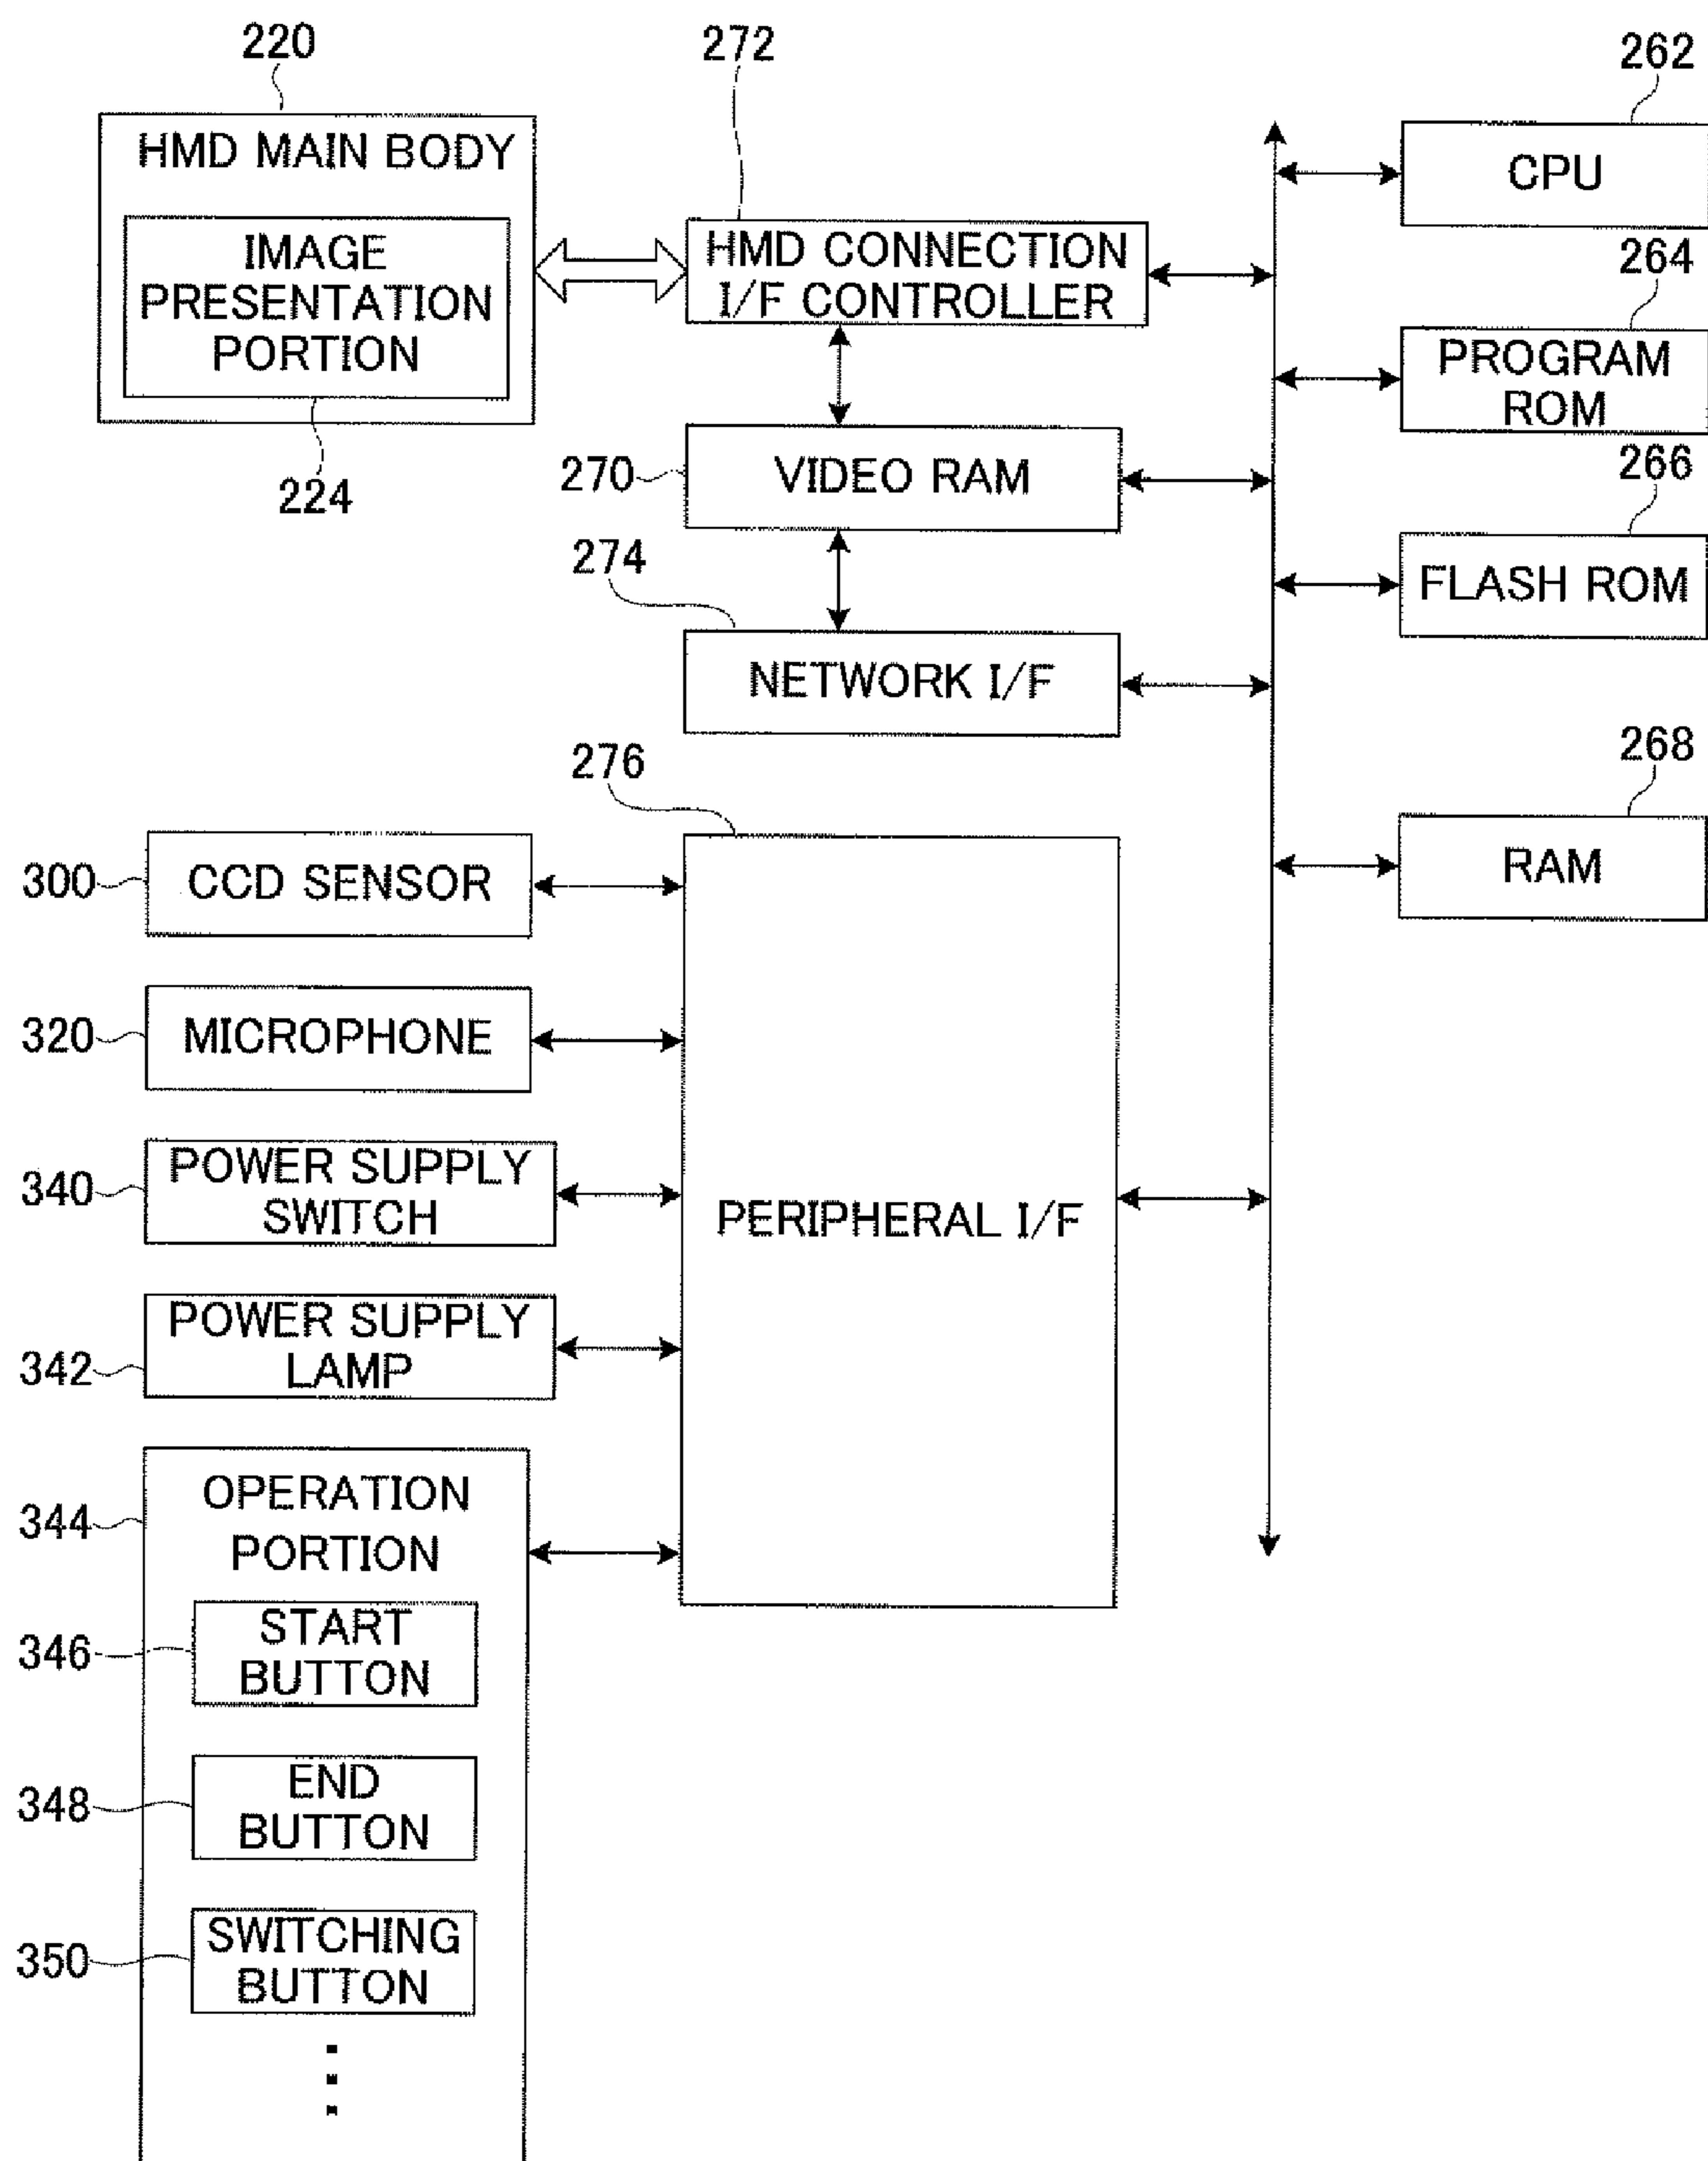 220
272
262
HMD MAIN BODY
IMAGE
PRESENTATION
PORTION
224
HMD CONNECTION
I/F CONTROLLER
CPU
264
PROGRAM
ROM
270
VIDEO RAM
266
FLASH ROM
274
NETWORK I/F
268
RAM
276
PERIPHERAL I/F
300
CCD SENSOR
320
MICROPHONE
340
POWER SUPPLY
SWITCH
342
POWER SUPPLY
LAMP
344
OPERATION
PORTION
346
START
BUTTON
348
END
BUTTON
350
SWITCHING
BUTTON